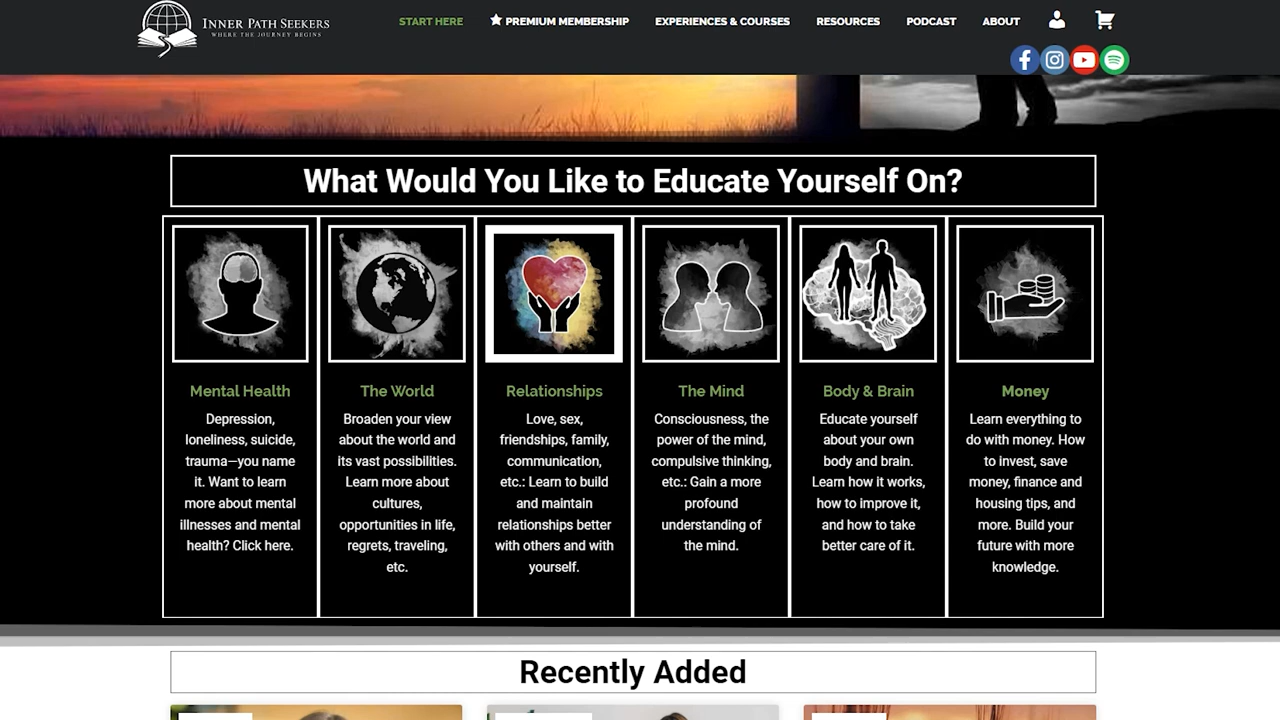 INNER PATH SEEKERS
WHERE THE JOURNEY BEGINS
START HERE
PREMIUM MEMBERSHIP
EXPERIENCES & COURSES
RESOURCES
PODCAST
ABOUT
What Would You Like to Educate Yourself On?
Mental Health
Depression,
loneliness, suicide,
trauma—you name
it. Want to learn
more about mental
illnesses and mental
health? Click here.
The World
Broaden your view
about the world and
its vast possibilities.
Learn more about
cultures,
opportunities in life,
regrets, traveling,
etc.
Relationships
Love, sex,
friendships, family,
communication,
etc.: Learn to build
and maintain
relationships better
with others and with
yourself.
The Mind
Consciousness, the
power of the mind,
compulsive thinking,
etc.: Gain a more
profound
understanding of
the mind.
Body & Brain
Educate yourself
about your own
body and brain.
Learn how it works,
how to improve it,
and how to take
better care of it.
Money
Learn everything to
do with money. How
to invest, save
money, finance and
housing tips, and
more. Build your
future with more
knowledge.
Recently Added